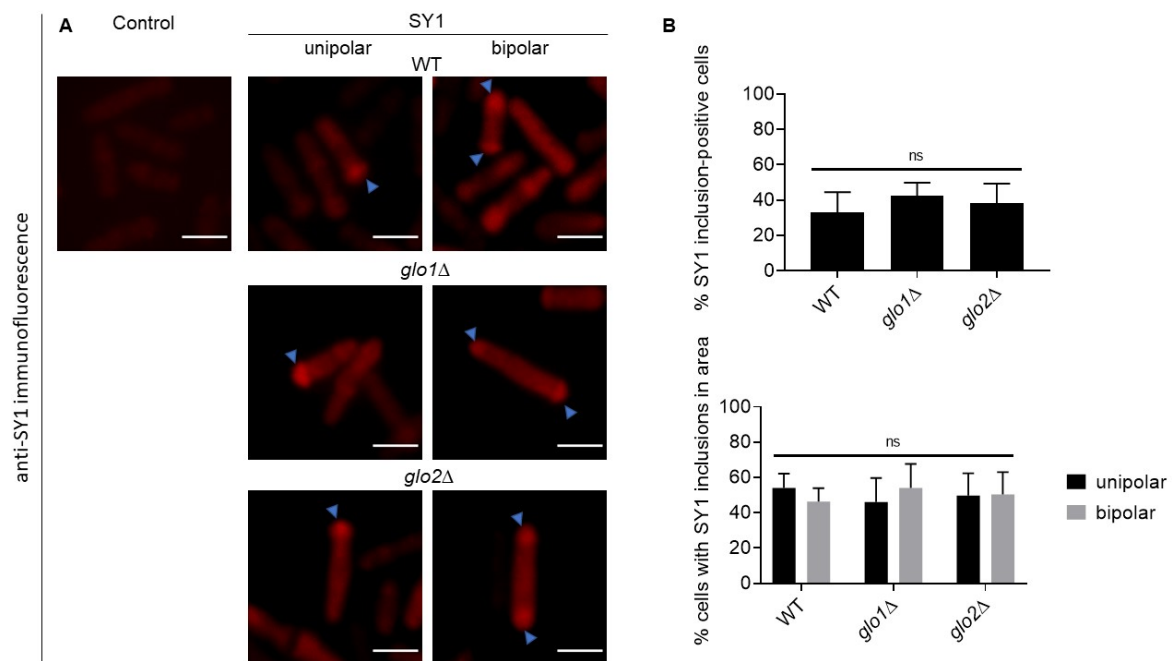 A
Control
SY1
unipolar
bipolar
WT
glo1Δ
glo2Δ
anti-SY1 immunofluorescence
B
% SY1 inclusion-positive cells
100
80
60
40
20
0
ns
WT
glo1Δ
glo2Δ
% cells with SY1 inclusions in area
100
80
60
40
20
0
ns
WT
glo1Δ
glo2Δ
unipolar
bipolar